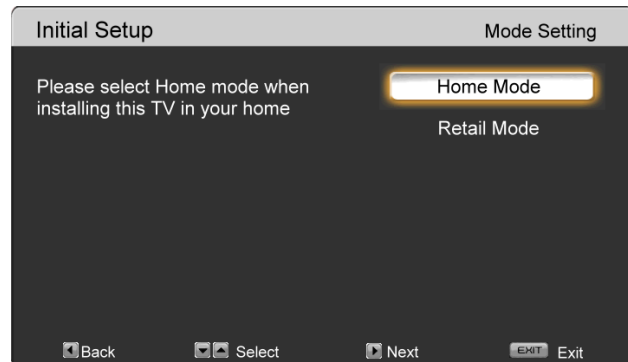 Initial Setup
Mode Setting
Please select Home mode when
installing this TV in your home
Home Mode
Retail Mode
Back
Select
Next
EXIT Exit